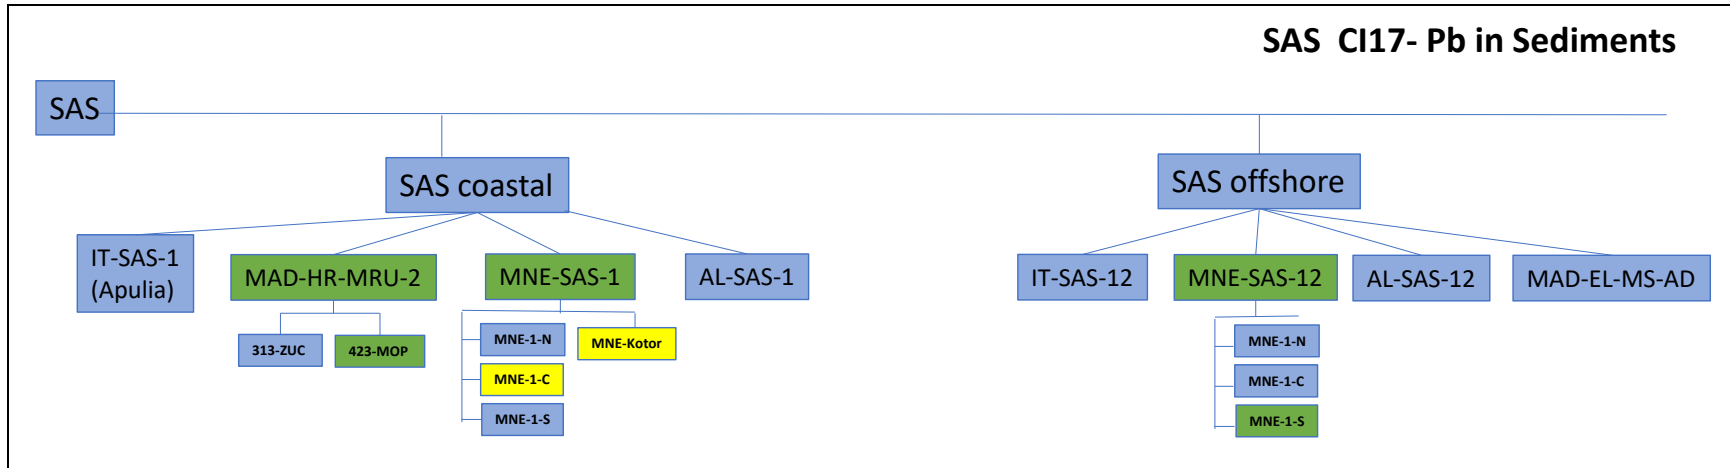 SAS CI17- Pb in Sediments
SAS
SAS coastal
SAS offshore
IT-SAS-1
(Apulia)
MAD-HR-MRU-2
MNE-SAS-1
AL-SAS-1
IT-SAS-12
MNE-SAS-12
AL-SAS-12
MAD-EL-MS-AD
313-ZUC
423-MOP
MNE-1-N
MNE-Kotor
MNE-1-C
MNE-1-S
MNE-1-N
MNE-1-C
MNE-1-S